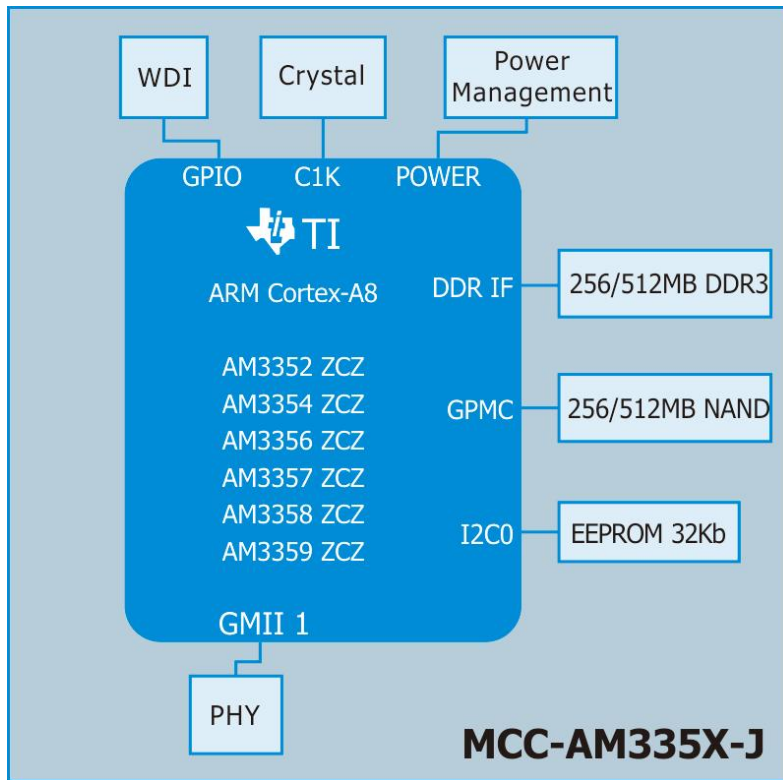 WDI
Crystal
Power
Management
GPIO
C1K
POWER
TI
ARM Cortex-A8
DDR IF
256/512MB DDR3
AM3352 ZCZ
AM3354 ZCZ
AM3356 ZCZ
AM3357 ZCZ
AM3358 ZCZ
AM3359 ZCZ
GPMC
256/512MB NAND
I2C0
EEPROM 32Kb
GMII 1
PHY
MCC-AM335X-J